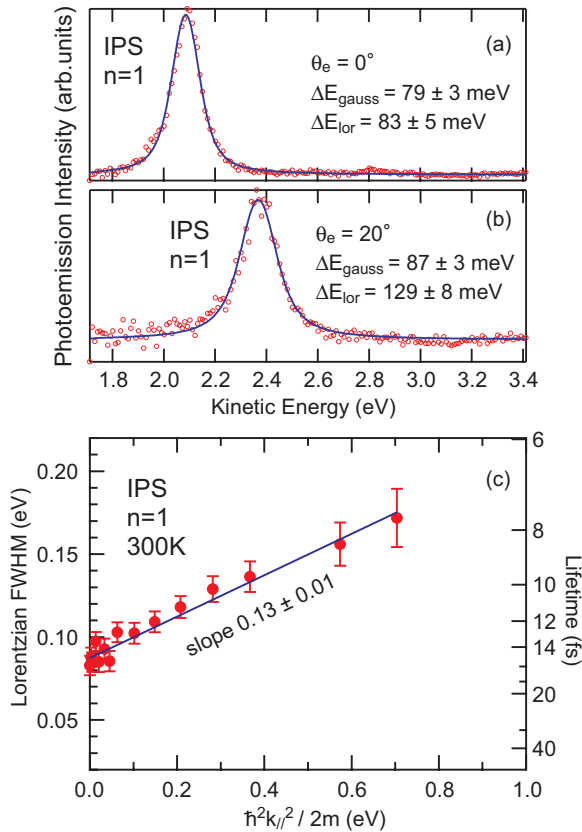 Photoemission Intensity (arb.units)
IPS
n=1
(a)
θe = 0°
ΔEgauss = 79 ± 3 meV
ΔElor = 83 ± 5 meV
IPS
n=1
(b)
θe = 20°
ΔEgauss = 87 ± 3 meV
ΔElor = 129 ± 8 meV
1.8 2.0 2.2 2.4 2.6 2.8 3.0 3.2 3.4
Kinetic Energy (eV)
Lorentzian FWHM (eV)
0.20
0.15
0.10
0.05
IPS
n=1
300K
(c)
slope 0.13 ± 0.01
6
8
10
12
14
20
40
Lifetime (fs)
0.0 0.2 0.4 0.6 0.8 1.0
ħ²k//² / 2m (eV)